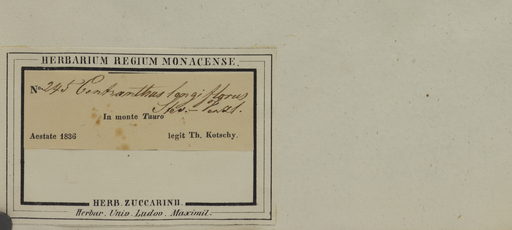 HERBARIUM REGIUM MONACENSE.
No. 245 Centranthus longiflorus
Stev.
In monte Tauro
Aestate 1836 legit Th. Kotschy.
HERB. ZUCCARINII.
Herbar. Univ. Ludov. Maximil.